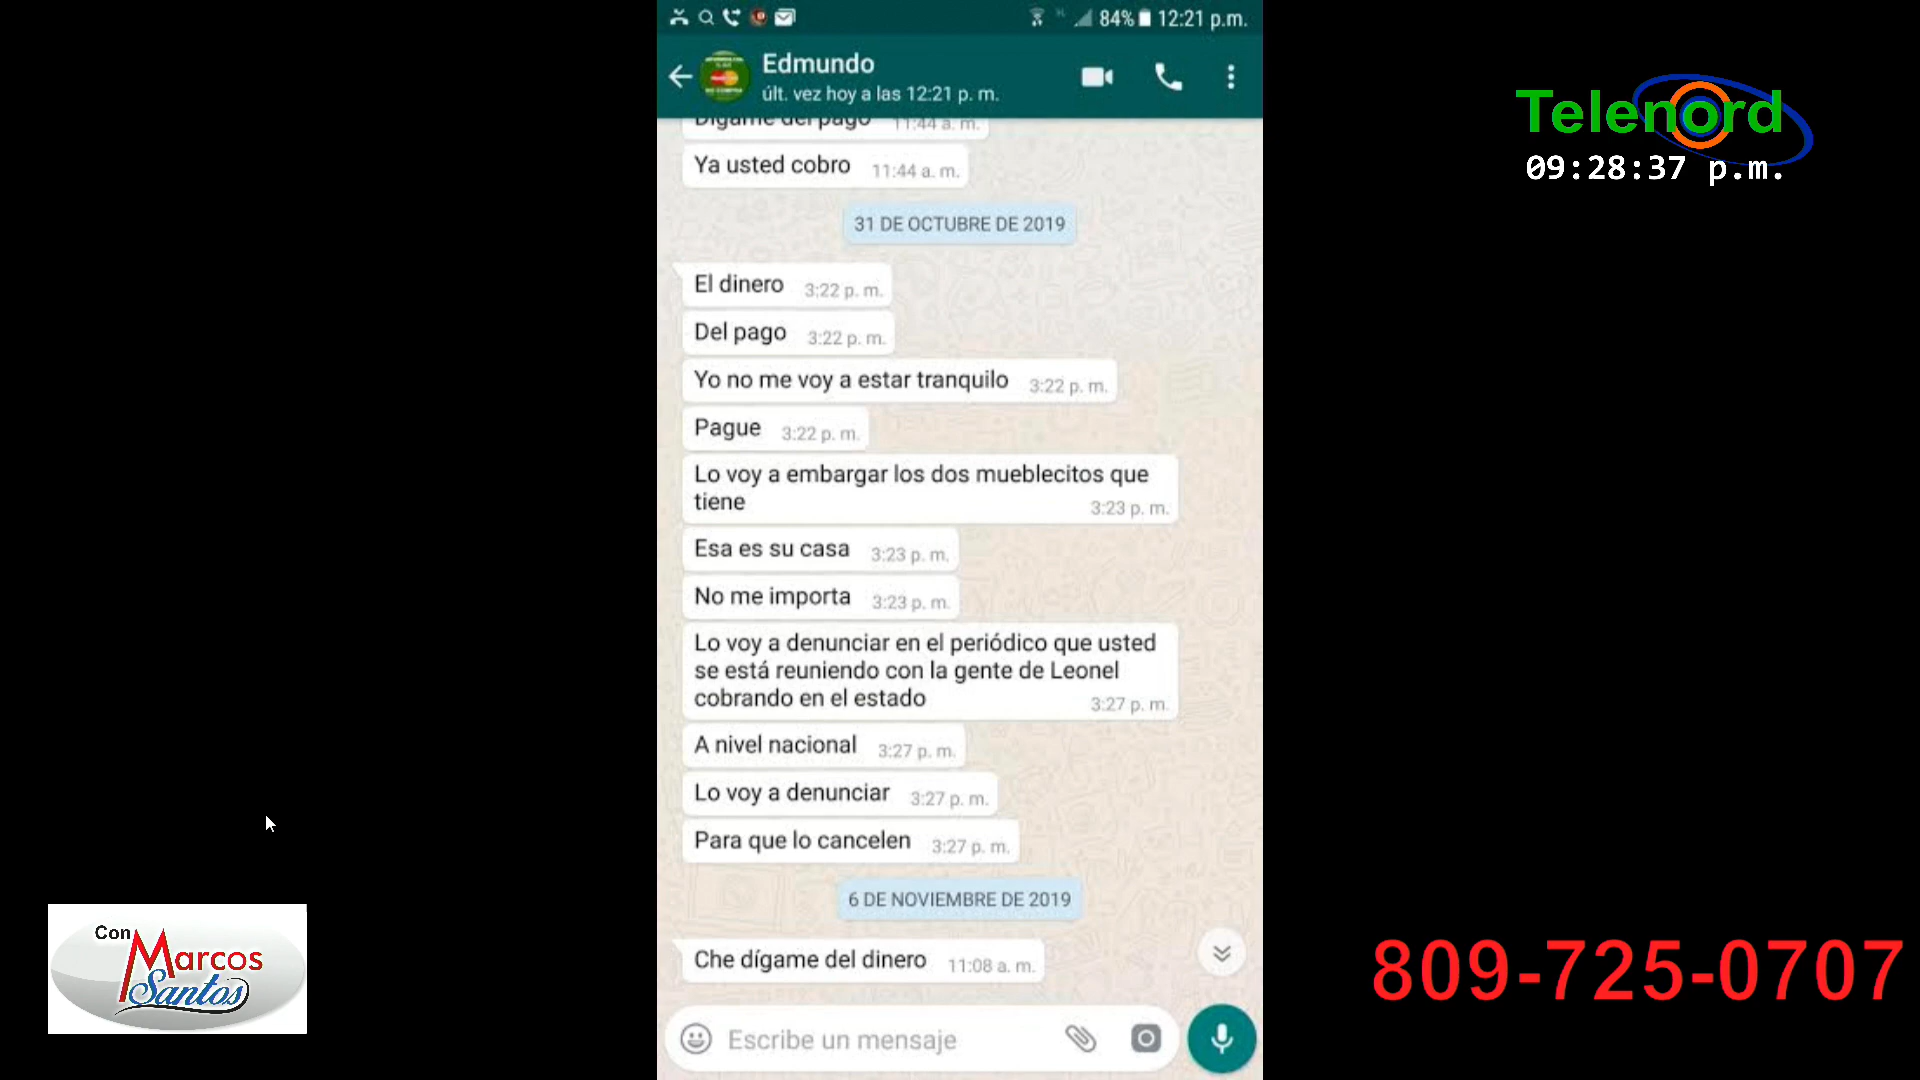 84% 12:21 p.m.
Edmundo
últ. vez hoy a las 12:21 p. m.
Dígame del pago 11:44 a. m.
Ya usted cobro 11:44 a. m.
31 DE OCTUBRE DE 2019
El dinero 3:22 p. m.
Del pago 3:22 p. m.
Yo no me voy a estar tranquilo 3:22 p. m.
Pague 3:22 p. m.
Lo voy a embargar los dos mueblecitos que
tiene 3:23 p. m.
Esa es su casa 3:23 p. m.
No me importa 3:23 p. m.
Lo voy a denunciar en el periódico que usted
se está reuniendo con la gente de Leonel
cobrando en el estado 3:27 p. m.
A nivel nacional 3:27 p. m.
Lo voy a denunciar 3:27 p. m.
Para que lo cancelen 3:27 p. m.
6 DE NOVIEMBRE DE 2019
Che dígame del dinero 11:08 a. m.
Escribe un mensaje
Telenord
09:28:37 p.m.
Con
Marcos
Santos
809-725-0707